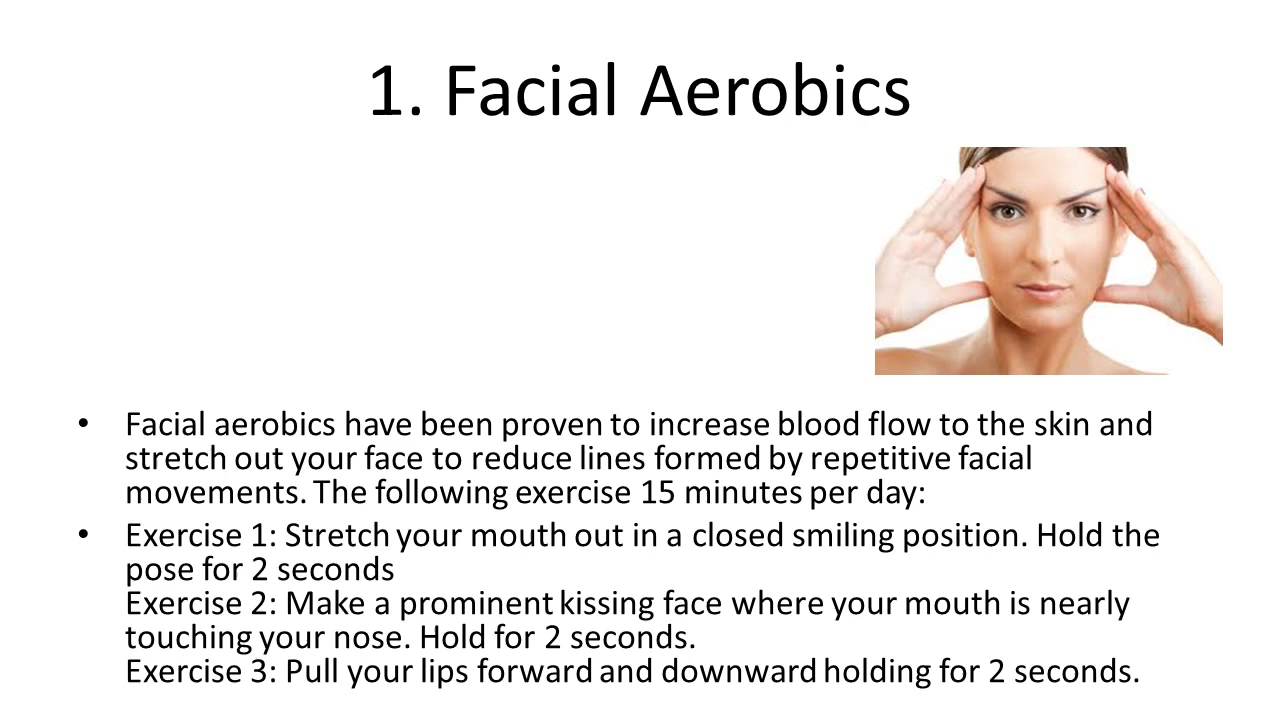 1. Facial Aerobics
• Facial aerobics have been proven to increase blood flow to the skin and
stretch out your face to reduce lines formed by repetitive facial
movements. The following exercise 15 minutes per day:
• Exercise 1: Stretch your mouth out in a closed smiling position. Hold the
pose for 2 seconds
Exercise 2: Make a prominent kissing face where your mouth is nearly
touching your nose. Hold for 2 seconds.
Exercise 3: Pull your lips forward and downward holding for 2 seconds.